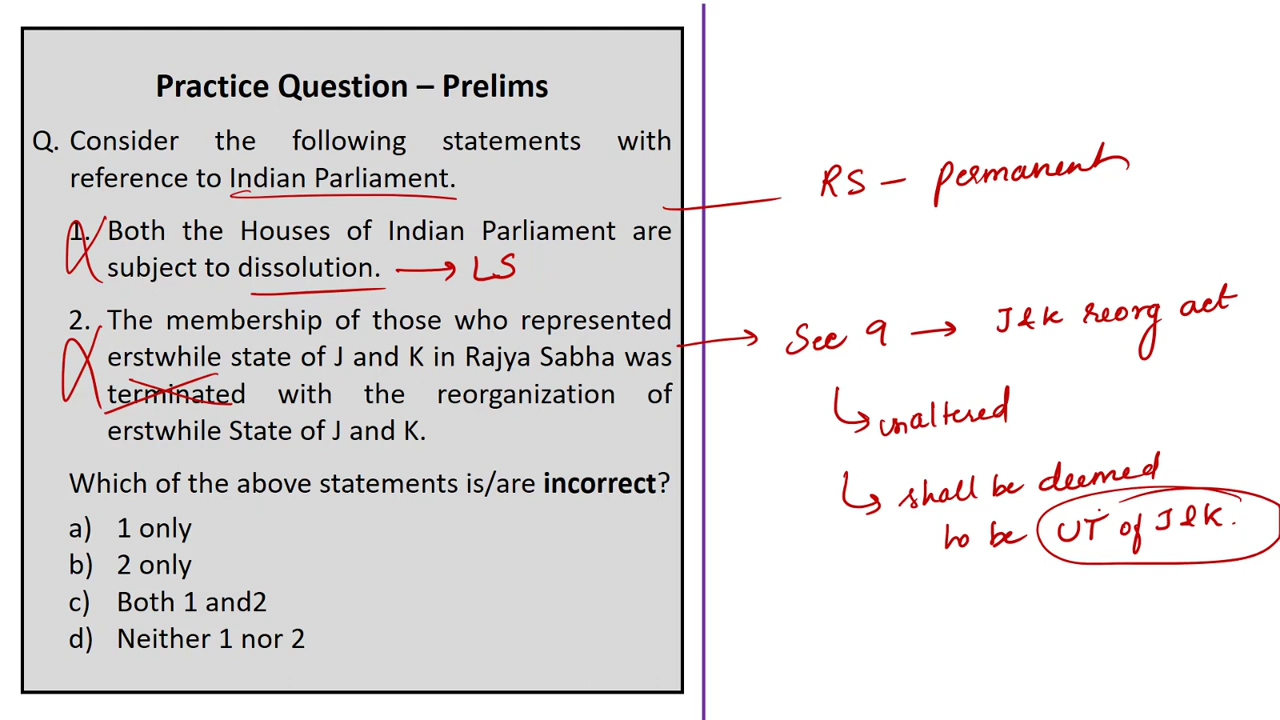 Practice Question – Prelims
Q. Consider the following statements with
reference to Indian Parliament.
1. Both the Houses of Indian Parliament are
subject to dissolution. → LS
2. The membership of those who represented
erstwhile state of J and K in Rajya Sabha was
terminated with the reorganization of
erstwhile State of J and K.
Which of the above statements is/are incorrect?
a) 1 only
b) 2 only
c) Both 1 and2
d) Neither 1 nor 2
RS – Permanent
Sec 9 → J&K reorg act
unaltered
shall be deemed
to be UT of J&K.